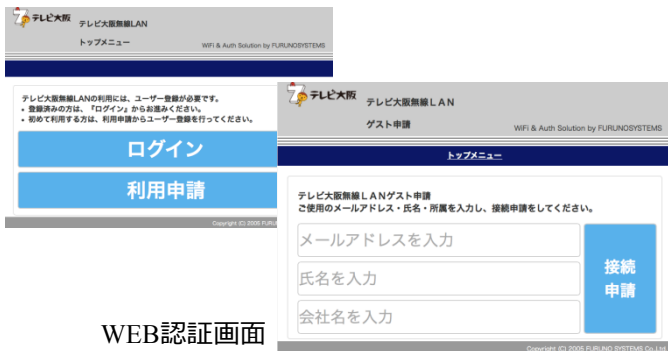 テレビ大阪
テレビ大阪無線LAN
トップメニュー
WiFi & Auth Solution by FURUNOSYSTEMS
テレビ大阪無線LANの利用には、ユーザー登録が必要です。
• 登録済みの方は、『ログイン』からお進みください。
• 初めて利用する方は、利用申請からユーザー登録を行ってください。
ログイン
利用申請
Copyright (C) 2005 FURU
テレビ大阪
テレビ大阪無線ＬＡＮ
ゲスト申請
WiFi & Auth Solution by FURUNOSYSTEMS
トップメニュー
テレビ大阪無線ＬＡＮゲスト申請
ご使用のメールアドレス・氏名・所属を入力し、接続申請をしてください。
メールアドレスを入力
氏名を入力
会社名を入力
接続
申請
Copyright (C) 2005 FURUNO SYSTEMS Co.,Ltd.
WEB認証画面